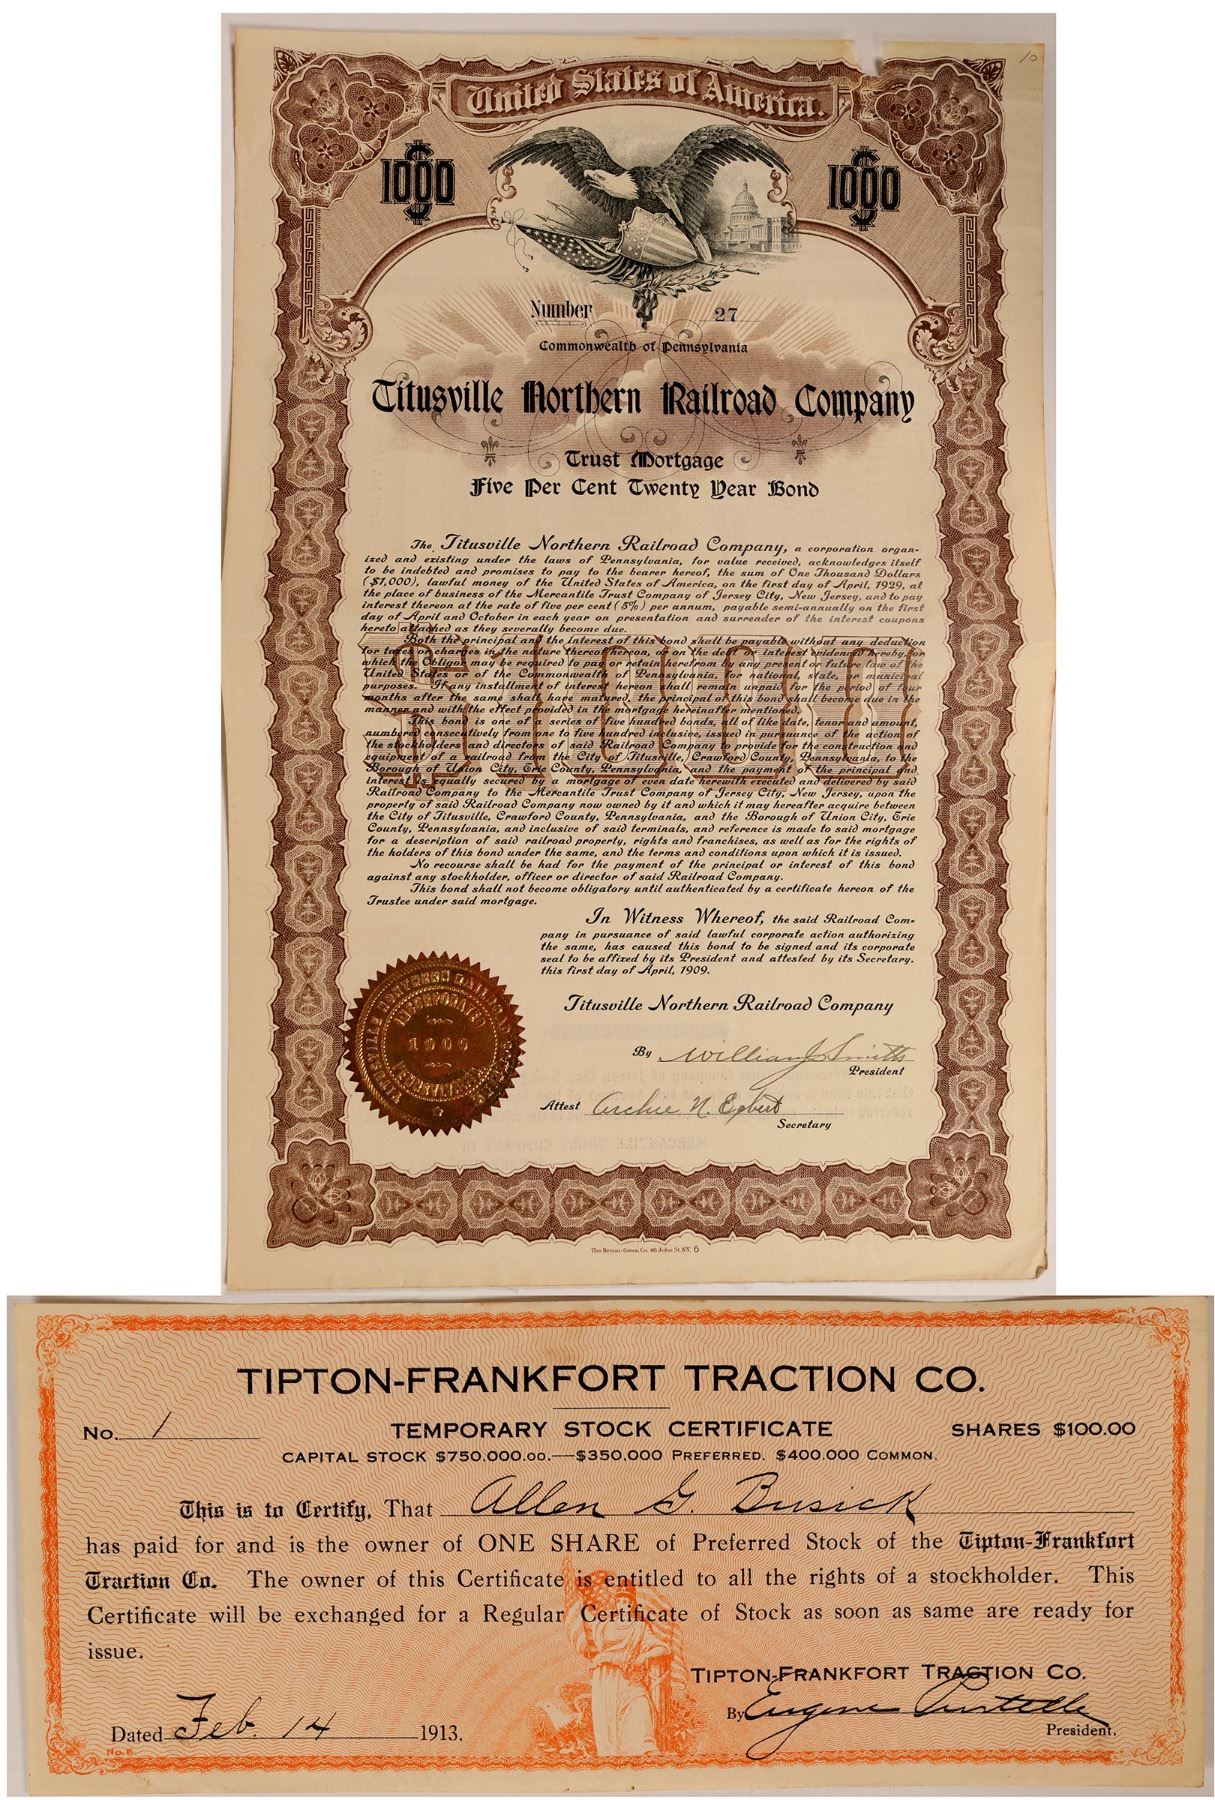 10
United States of America.
$1000
$1000
Number 27
Commonwealth of Pennsylvania
Titusville Northern Railroad Company
Trust Mortgage
Five Per Cent Twenty Year Bond
The Titusville Northern Railroad Company, a corporation organ-
ized and existing under the laws of Pennsylvania, for value received, acknowledges itself
to be indebted and promises to pay to the bearer hereof, the sum of One Thousand Dollars
($1,000), lawful money of the United States of America, on the first day of April, 1929, at
the place of business of the Mercantile Trust Company of Jersey City, New Jersey, and to pay
interest thereon at the rate of five per cent (5%) per annum, payable semi-annually on the first
day of April and October in each year on presentation and surrender of the interest coupons
hereto attached as they severally become due.
Both the principal and the interest of this bond shall be payable without any deduction
for taxes or charges in the nature thereof hereon, or on the debt or interest evidenced hereby, for
which the Obligor may be required to pay or retain herefrom by any present or future law of the
United States or of the Commonwealth of Pennsylvania, for national, state, municipal
purposes. If any installment of interest hereon shall remain unpaid for the period of four
months after the same shall have matured, the principal of this bond shall become due in the
manner and with the effect provided in the mortgage hereinafter mentioned.
This bond is one of a series of five hundred bonds, all of like date, tenor and amount,
numbered consecutively from one to five hundred inclusive, issued in pursuance of the action of
the stockholders and directors of said Railroad Company to provide for the construction and
equipment of a railroad from the City of Titusville, Crawford County, Pennsylvania, to the
Borough of Union City, Erie County, Pennsylvania, and the payment of the principal and
interest is equally secured by a mortgage of even date herewith executed and delivered by said
Railroad Company to the Mercantile Trust Company of Jersey City, New Jersey, upon the
property of said Railroad Company now owned by it and which it may hereafter acquire between
the City of Titusville, Crawford County, Pennsylvania, and the Borough of Union City, Erie
County, Pennsylvania, and inclusive of said terminals, and reference is made to said mortgage
for a description of said railroad property, rights and franchises, as well as for the rights of
the holders of this bond under the same, and the terms and conditions upon which it is issued.
No recourse shall be had for the payment of the principal or interest of this bond
against any stockholder, officer or director of said Railroad Company.
This bond shall not become obligatory until authenticated by a certificate hereon of the
Trustee under said mortgage.
$1000
In Witness Whereof, the said Railroad Com-
pany in pursuance of said lawful corporate action authorizing
the same, has caused this bond to be signed and its corporate
seal to be affixed by its President and attested by its Secretary,
this first day of April, 1909.
Titusville Northern Railroad Company
TITUSVILLE NORTHERN RAILROAD
INCORPORATED
1909
PENNSYLVANIA
By William J Smith
President
Attest Archie N. Egbert
Secretary
John St. N.Y. 6
TIPTON-FRANKFORT TRACTION CO.
No. 1 TEMPORARY STOCK CERTIFICATE SHARES $100.00
CAPITAL STOCK $750.000.00.—$350,000 PREFERRED. $400.000 COMMON.
This is to Certify, That Allen G. Busick
has paid for and is the owner of ONE SHARE of Preferred Stock of the Tipton-Frankfort
Traction Co. The owner of this Certificate is entitled to all the rights of a stockholder. This
Certificate will be exchanged for a Regular Certificate of Stock as soon as same are ready for
issue.
TIPTON-FRANKFORT TRACTION CO.
By Eugene Purtelle
President.
Dated Feb. 14 1913.
No. 6.